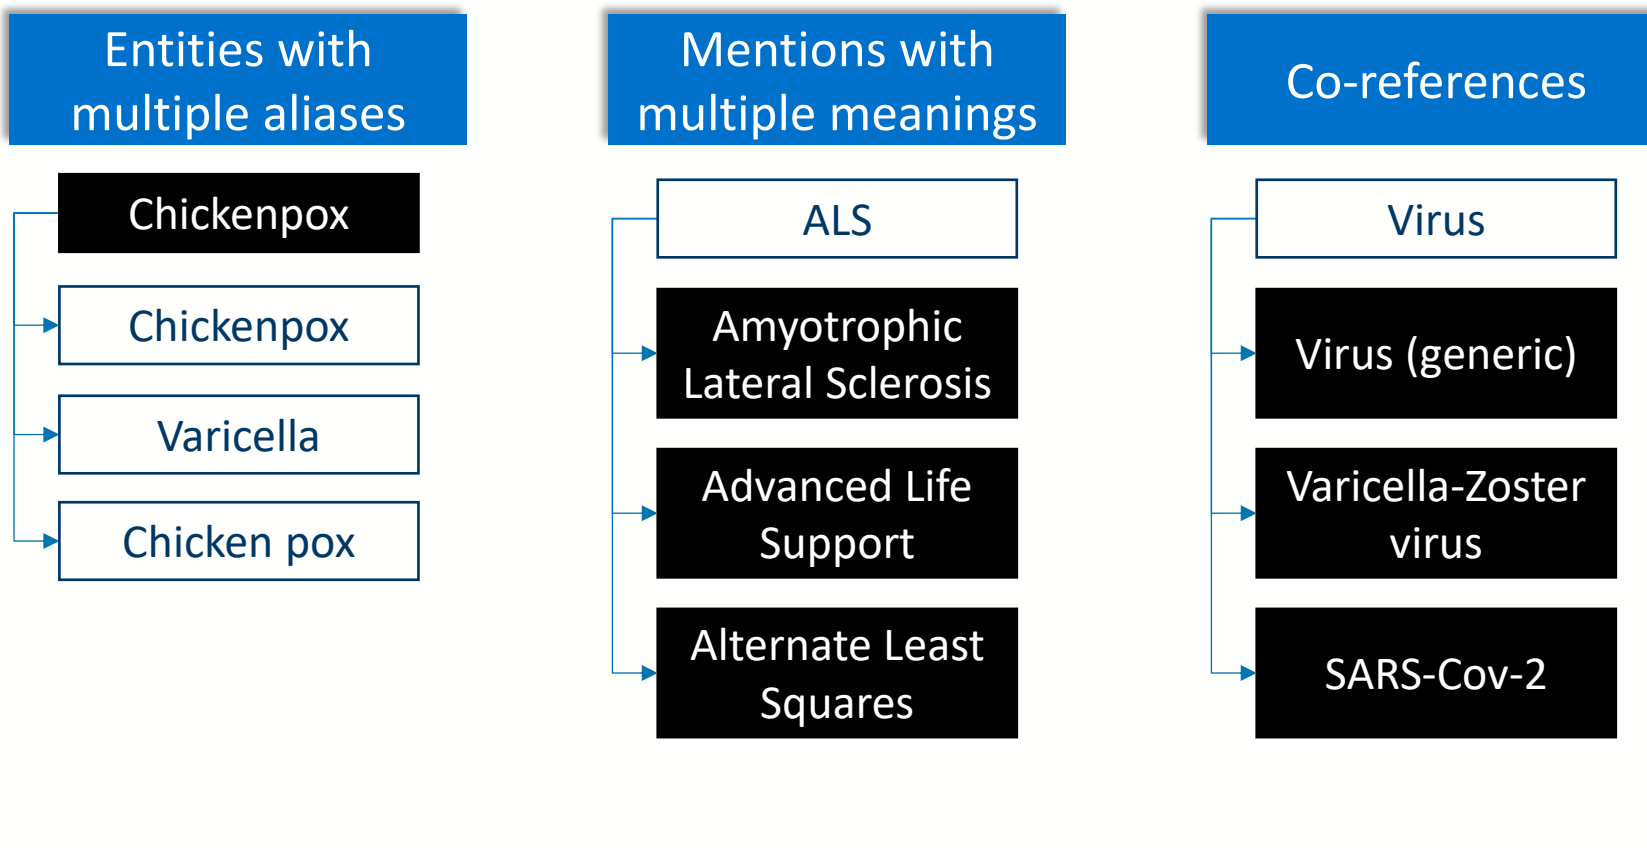 Entities with
multiple aliases
Chickenpox
Chickenpox
Varicella
Chicken pox
Mentions with
multiple meanings
ALS
Amyotrophic
Lateral Sclerosis
Advanced Life
Support
Alternate Least
Squares
Co-references
Virus
Virus (generic)
Varicella-Zoster
virus
SARS-Cov-2